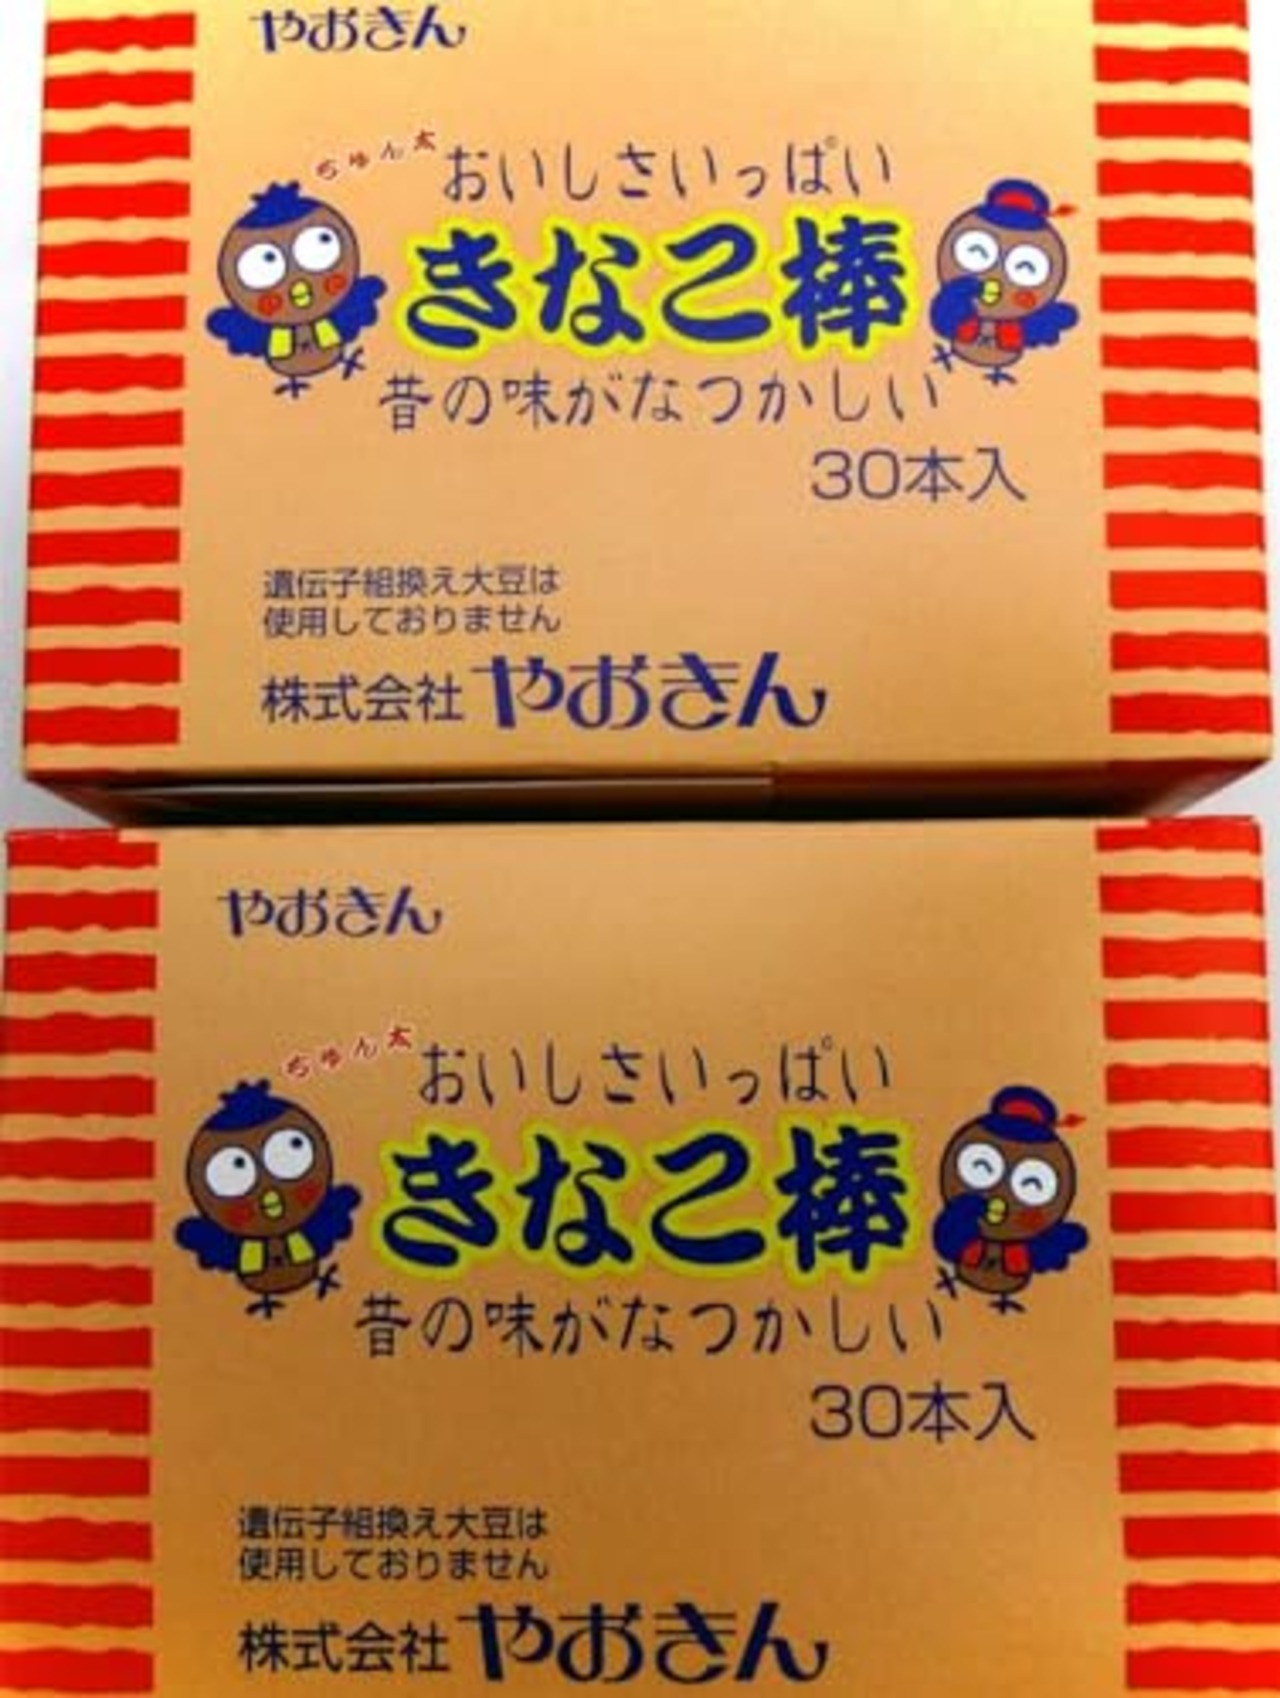 やおきん
ちゅん太
おいしさいっぱい
きなこ棒
昔の味がなつかしい
30本入
遺伝子組換え大豆は
使用しておりません
株式会社やおきん
やおきん
ちゅん太
おいしさいっぱい
きなこ棒
昔の味がなつかしい
30本入
遺伝子組換え大豆は
使用しておりません
株式会社やおきん